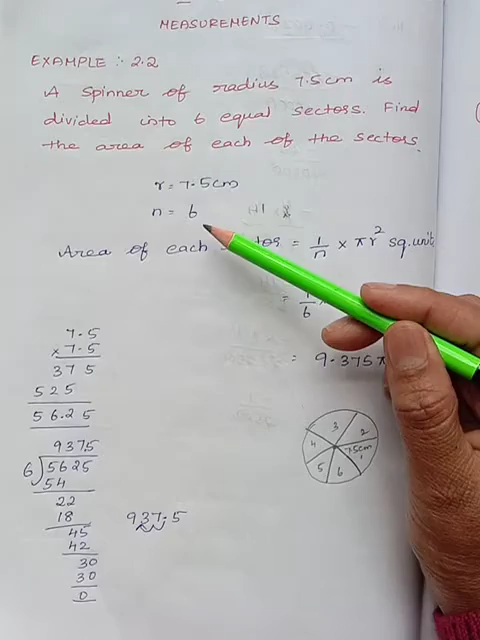 MEASUREMENTS
EXAMPLE :- 2.2
A Spinner of radius 7.5cm is
divided into 6 equal sectors. Find
the area of each of the sectors.
r = 7.5cm
n = 6
Area of each = 1/n × πr² sq.unit
= 1/6
= 9.375π
7.5
× 7.5
375
525
56.25
9375
6)5625
54
22
18
45
42
30
30
0
937.5
3
2
4
7.5cm
1
5
6